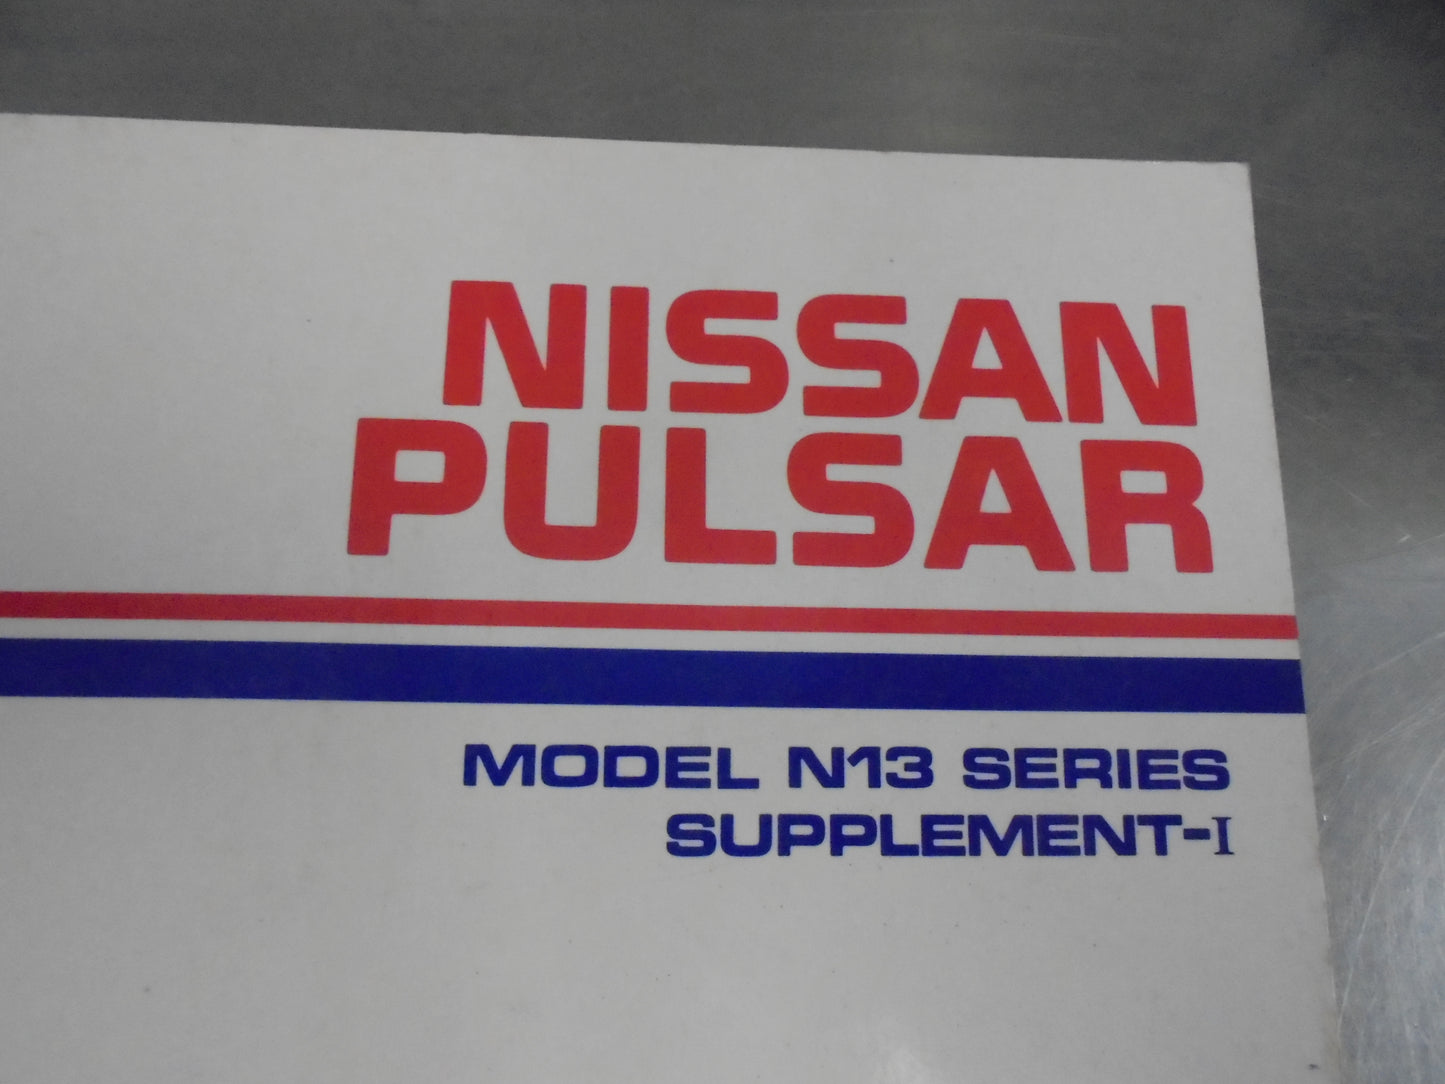 NISSAN
PULSAR
MODEL N13 SERIES
SUPPLEMENT-I